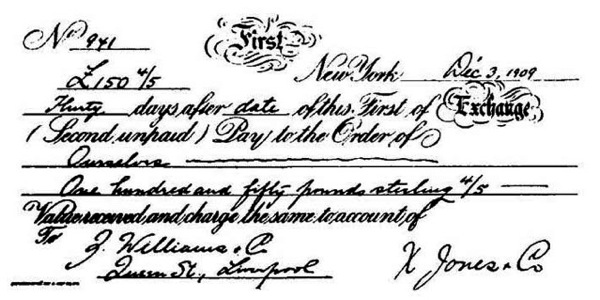 No 941 First
£150 4/5 New York Dec 3, 1909
Thirty days after date of this First of Exchange
(Second unpaid) Pay to the Order of
Ourselves
One hundred and fifty pounds sterling 4/5
Value received and charge the same to account of
To J. Williams & Co
Queen St., Liverpool X Jones & Co